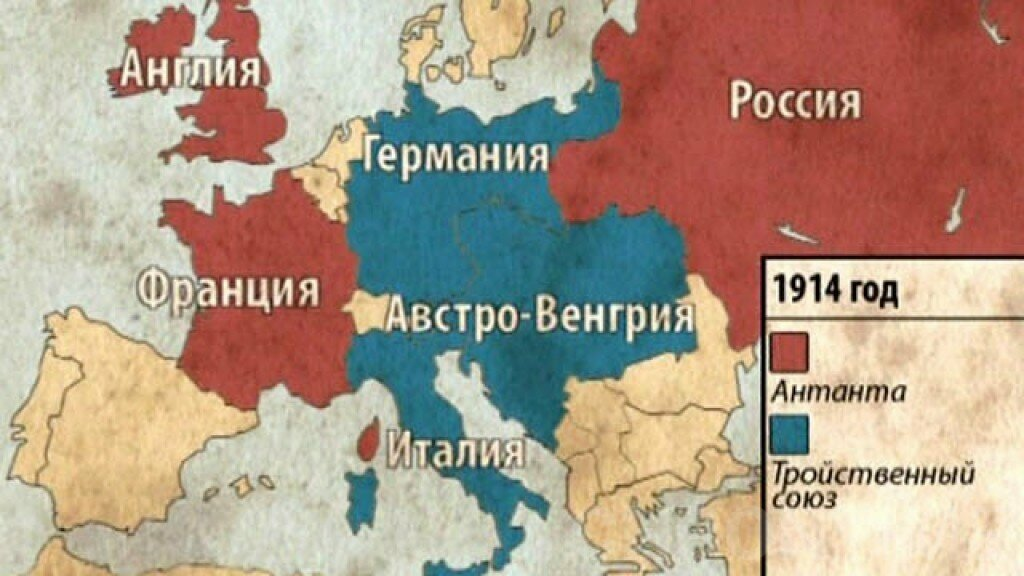 Англия
Россия
Германия
Франция
Австро-Венгрия
Италия
1914 год
Антанта
Тройственный
союз